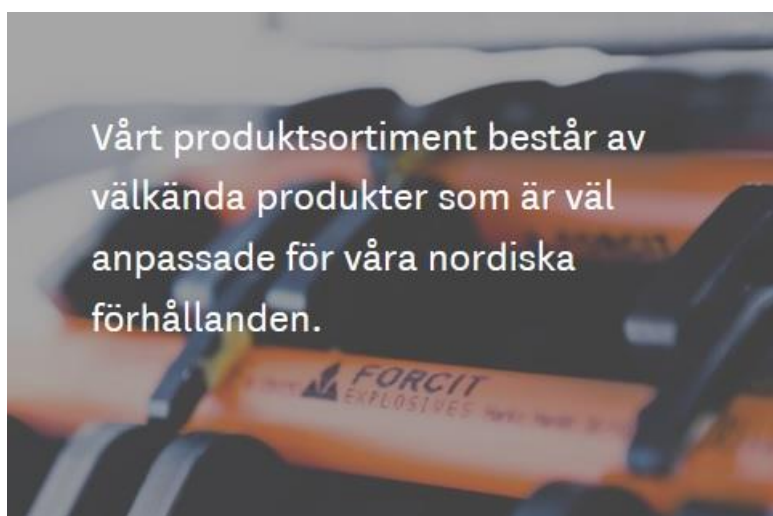 Vårt produktsortiment består av
välkända produkter som är väl
anpassade för våra nordiska
förhållanden.
FORCIT
EXPLOSIVES